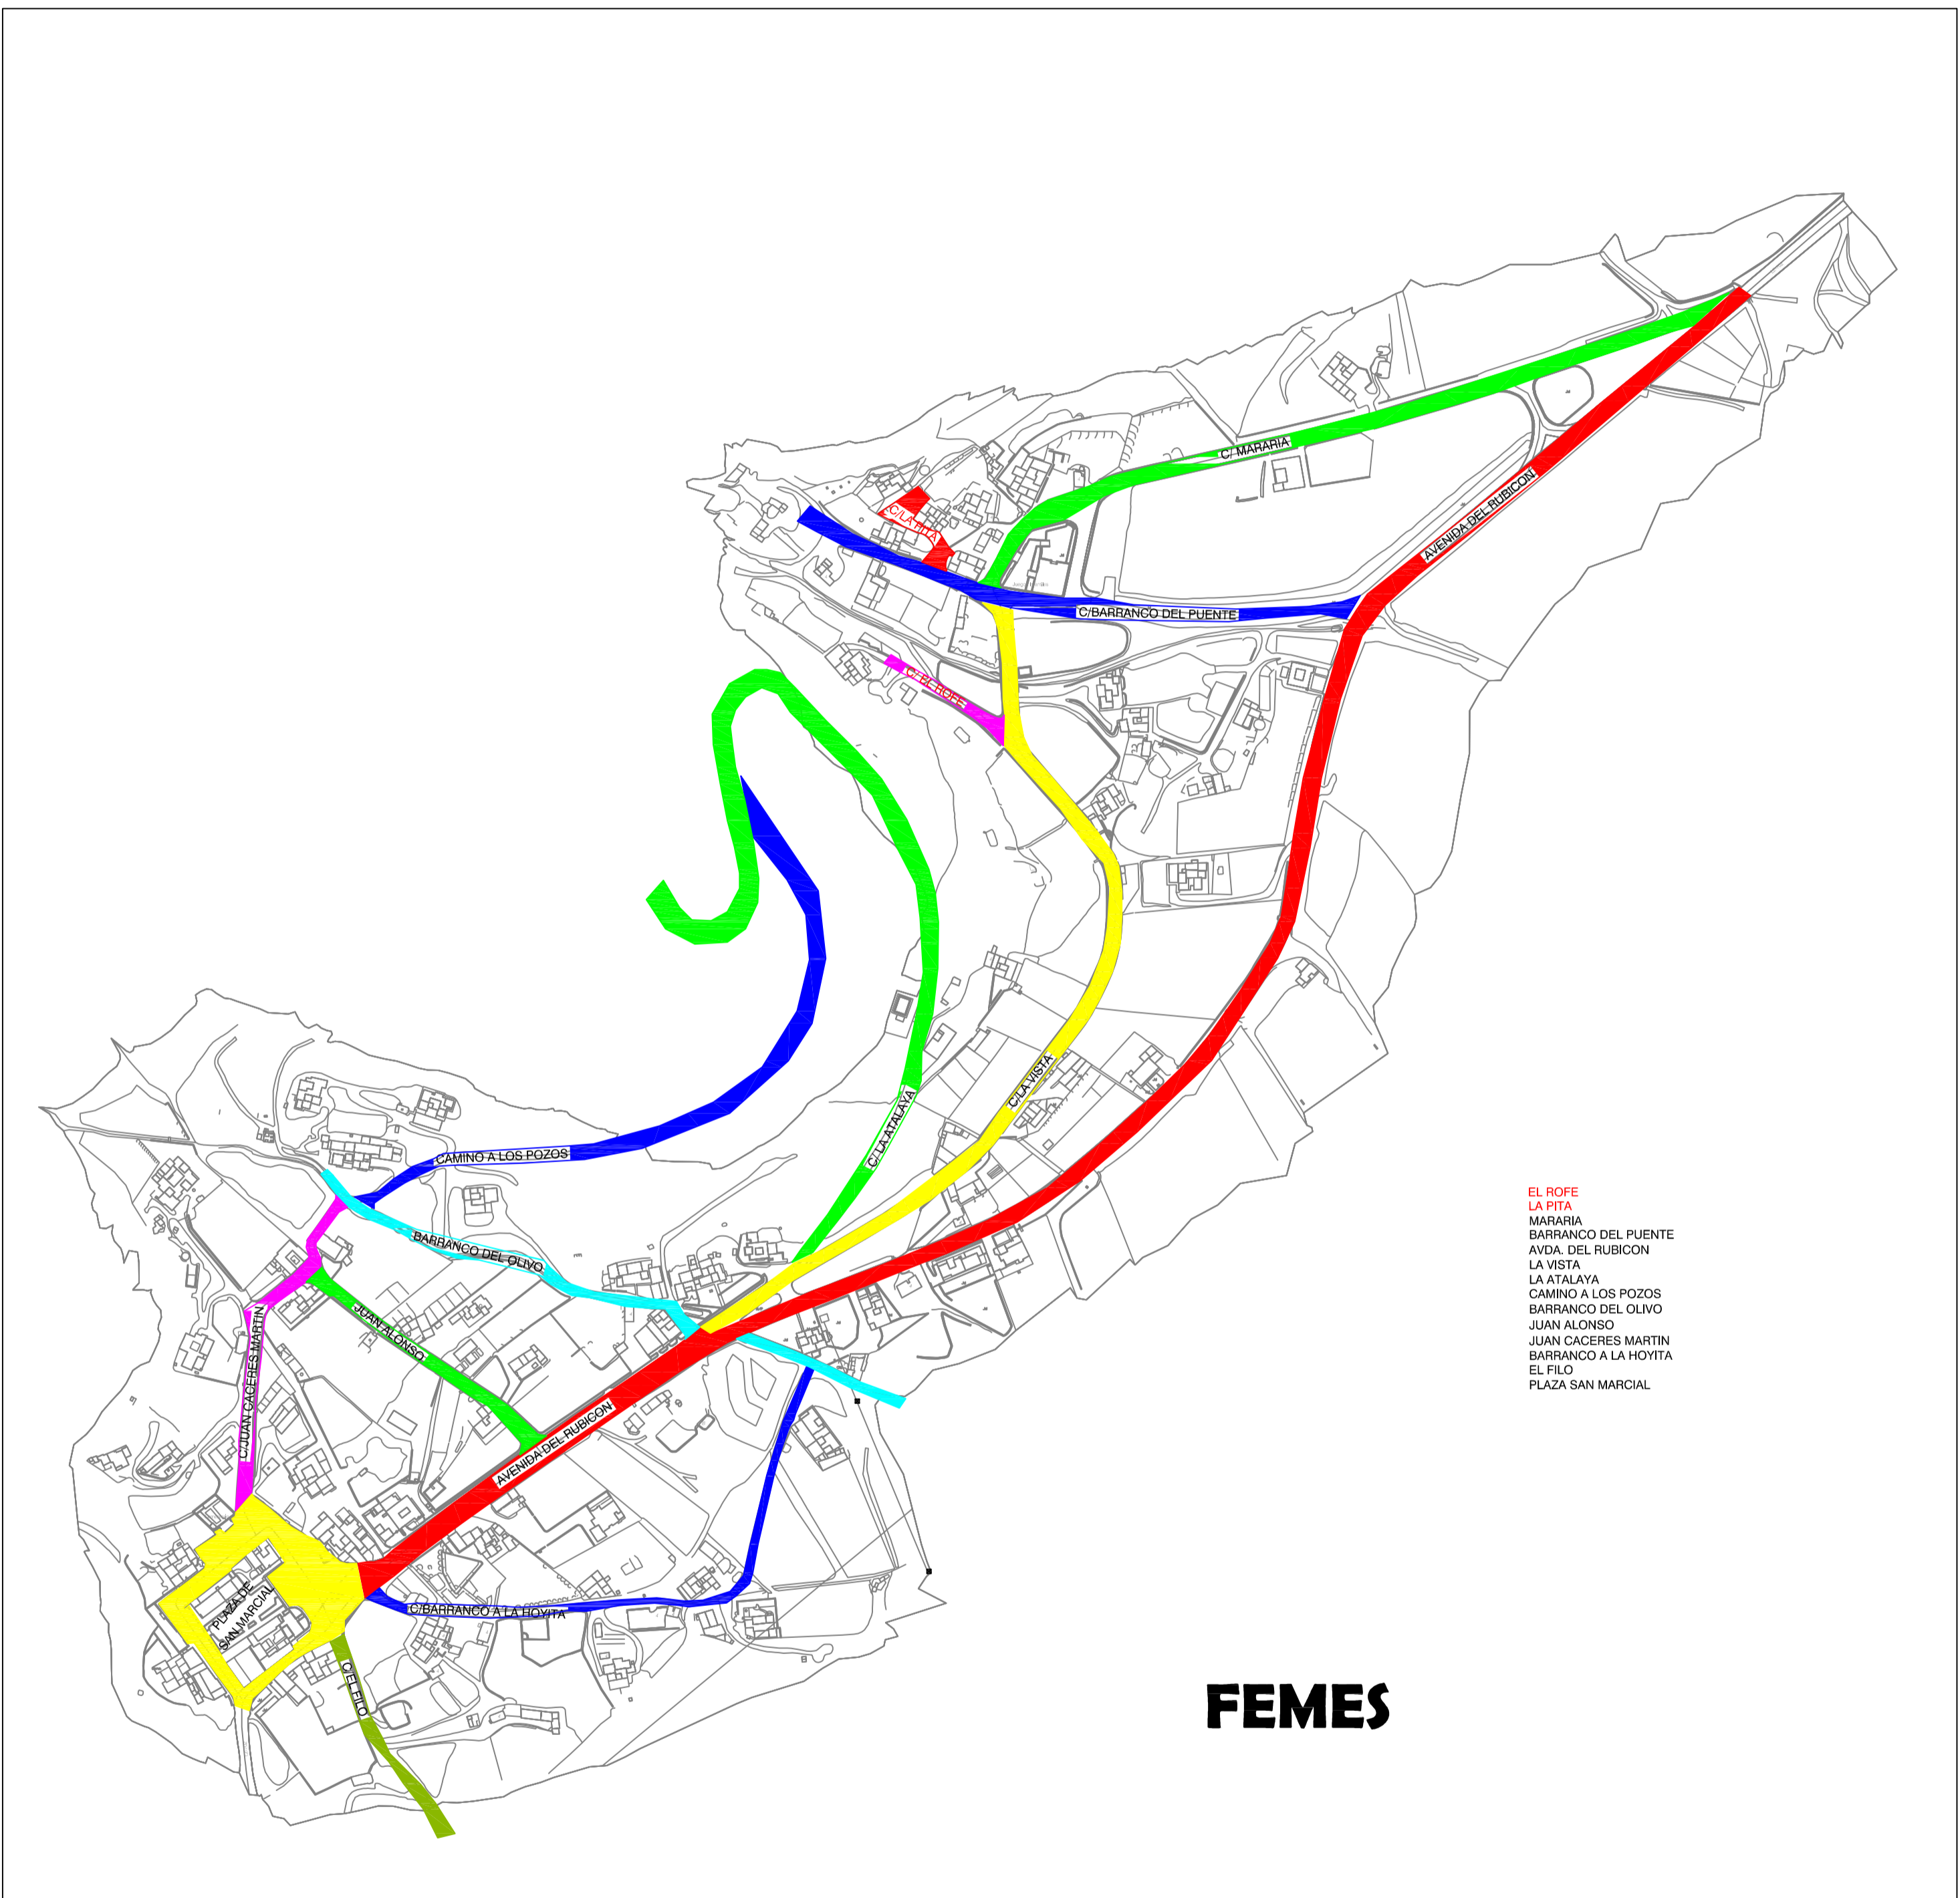 C/ MARARIA
AVENIDA DEL RUBICON
C/LA PITA
C/BARRANCO DEL PUENTE
C/ EL ROFE
C/LA VISTA
C/ LA ATALAYA
CAMINO A LOS POZOS
BARRANCO DEL OLIVO
JUAN ALONSO
C/JUAN CACERES MARTIN
AVENIDA DEL RUBICON
PLAZA DE
SAN MARCIAL
C/BARRANCO A LA HOYITA
C/EL FILO
EL ROFE
LA PITA
MARARIA
BARRANCO DEL PUENTE
AVDA. DEL RUBICON
LA VISTA
LA ATALAYA
CAMINO A LOS POZOS
BARRANCO DEL OLIVO
JUAN ALONSO
JUAN CACERES MARTIN
BARRANCO A LA HOYITA
EL FILO
PLAZA SAN MARCIAL
FEMES